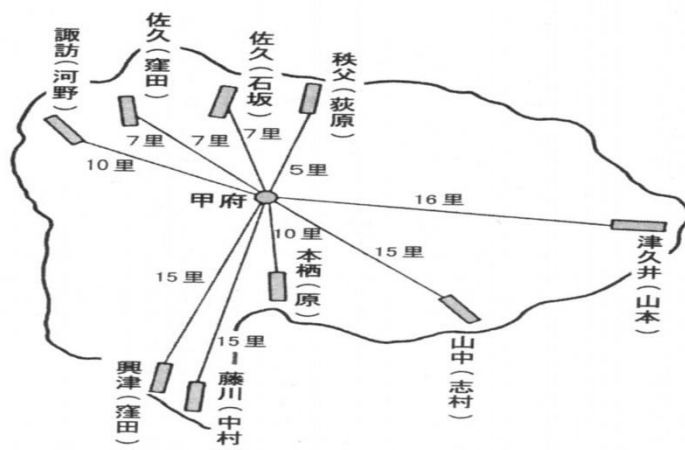 諏訪(河野)
佐久(窪田)
佐久(石坂)
秩父(荻原)
7里
7里
7里
10里
5里
甲府
16里
10里
15里
津久井(山本)
15里
本栖(原)
15里
山中(志村)
興津(窪田)
藤川(中村